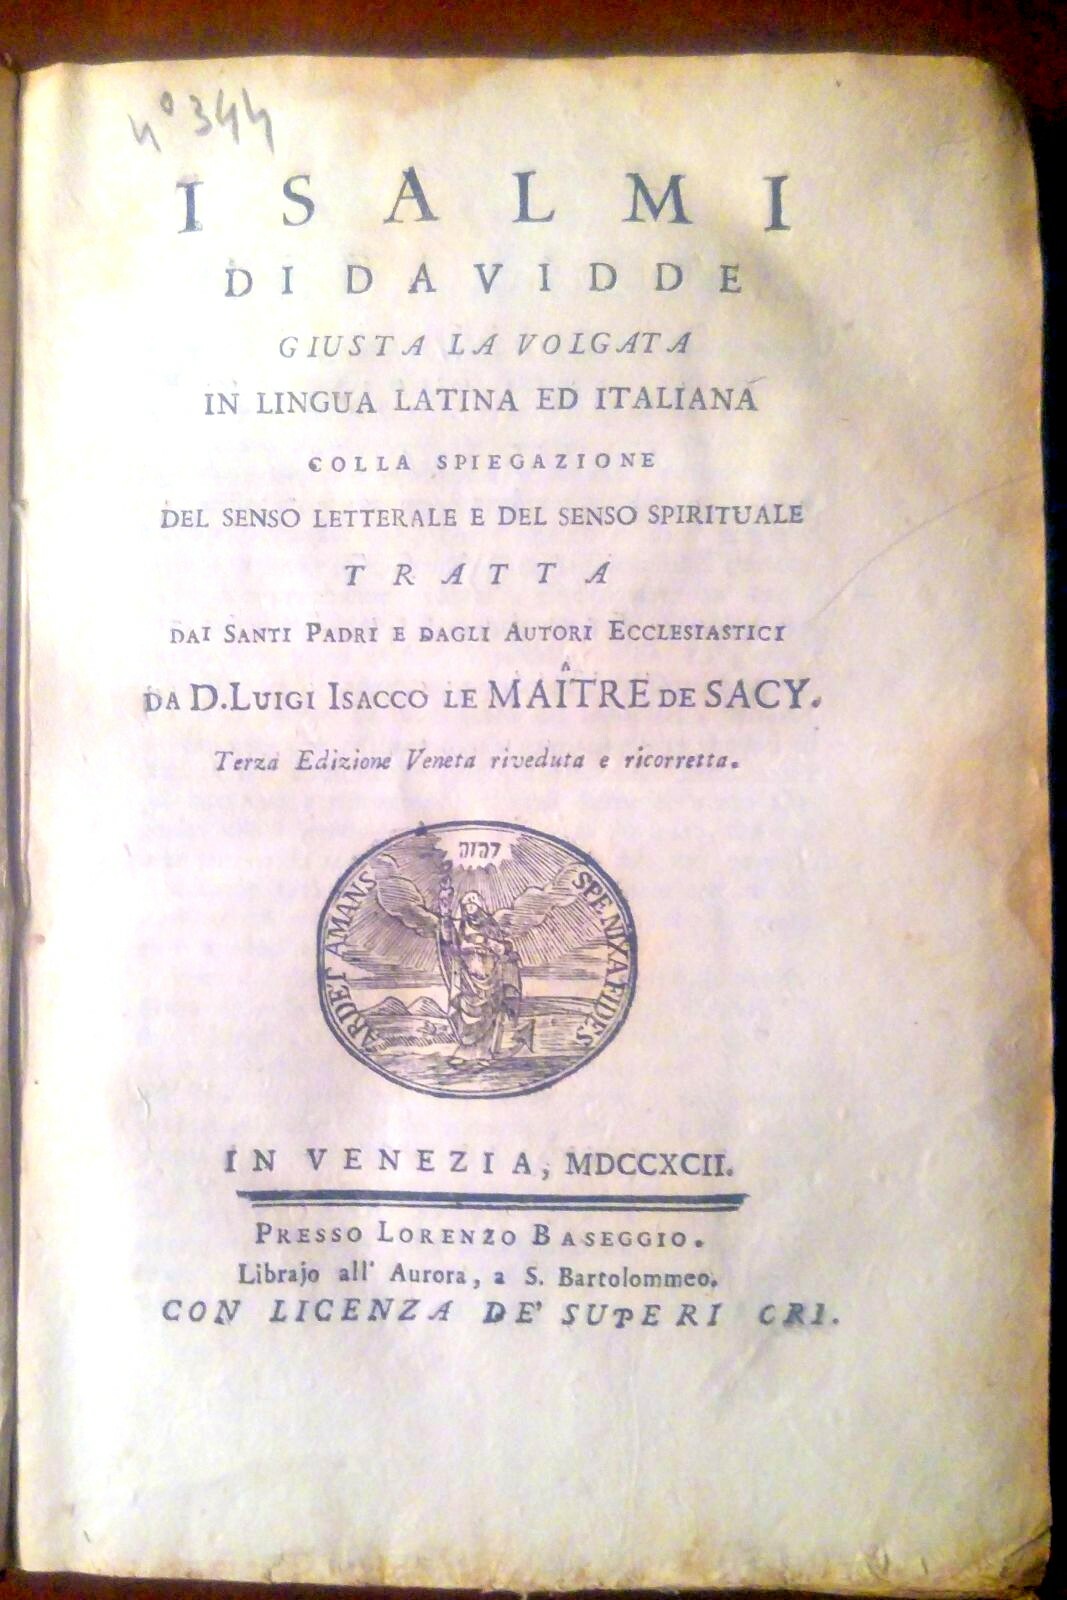 n° 344
I SALMI
DI DAVIDDE
GIUSTA LA VOLGATA
IN LINGUA LATINA ED ITALIANA
COLLA SPIEGAZIONE
DEL SENSO LETTERALE E DEL SENSO SPIRITUALE
TRATTA
DAI SANTI PADRI E DAGLI AUTORI ECCLESIASTICI
DA D. LUIGI ISACCO LE MAÎTRE DE SACY.
Terza Edizione Veneta riveduta e ricorretta.
יהוה
ARDET AMANS SPE NIXA FIDES
IN VENEZIA, MDCCXCII.
PRESSO LORENZO BASEGGIO.
Librajo all' Aurora, a S. Bartolommeo.
CON LICENZA DE' SUPERI CRI.